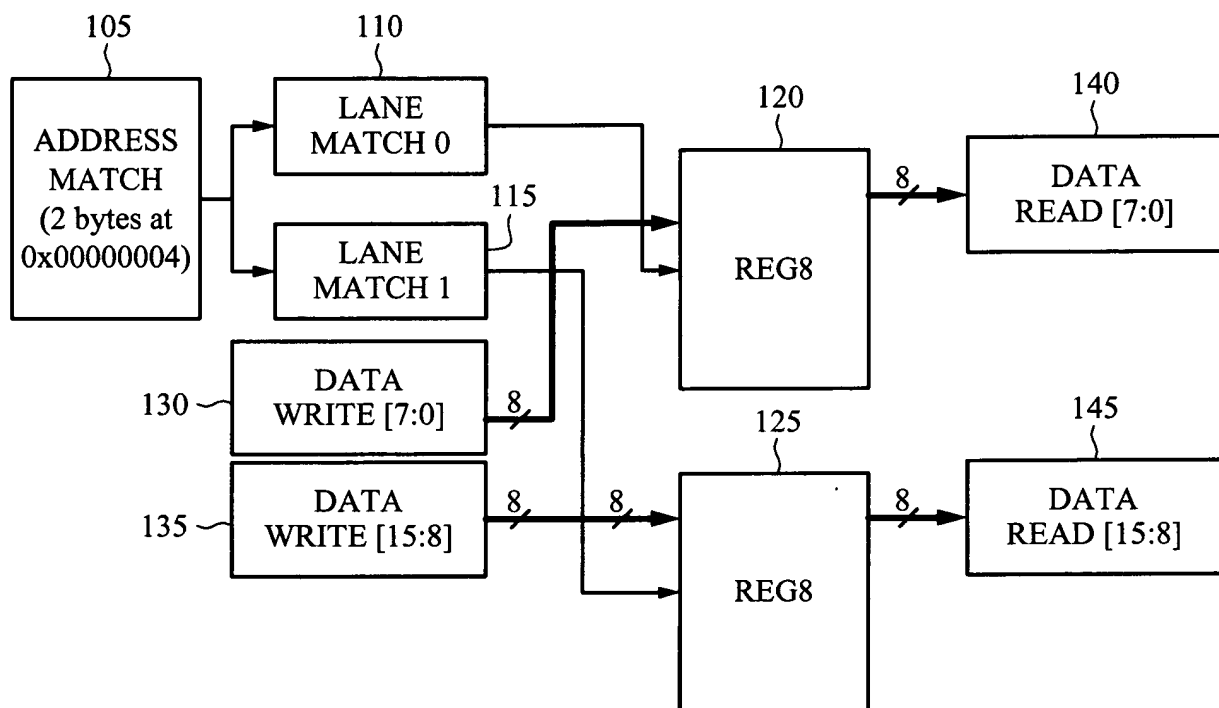 105
110
LANE
MATCH 0
120
140
ADDRESS
MATCH
(2 bytes at
0x00000004)
115
LANE
MATCH 1
REG8
8
DATA
READ [7:0]
130
DATA
WRITE [7:0]
8
125
145
135
DATA
WRITE [15:8]
8
8
REG8
8
DATA
READ [15:8]